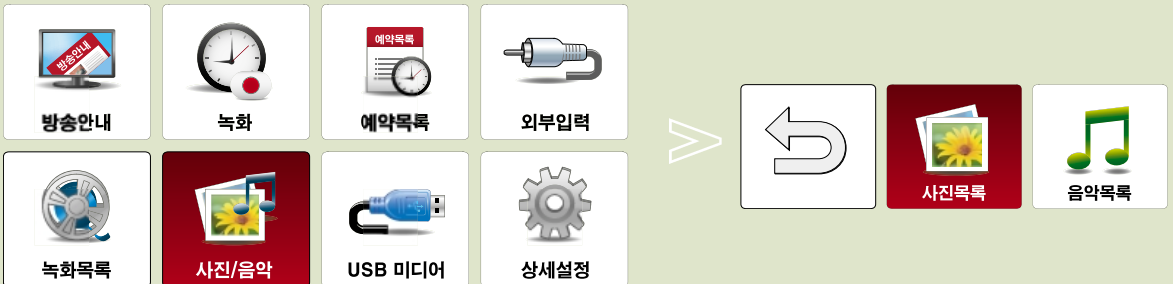 방송안내
예약목록
방송안내
녹화
예약목록
외부입력
녹화목록
사진/음악
USB 미디어
상세설정
사진목록
음악목록